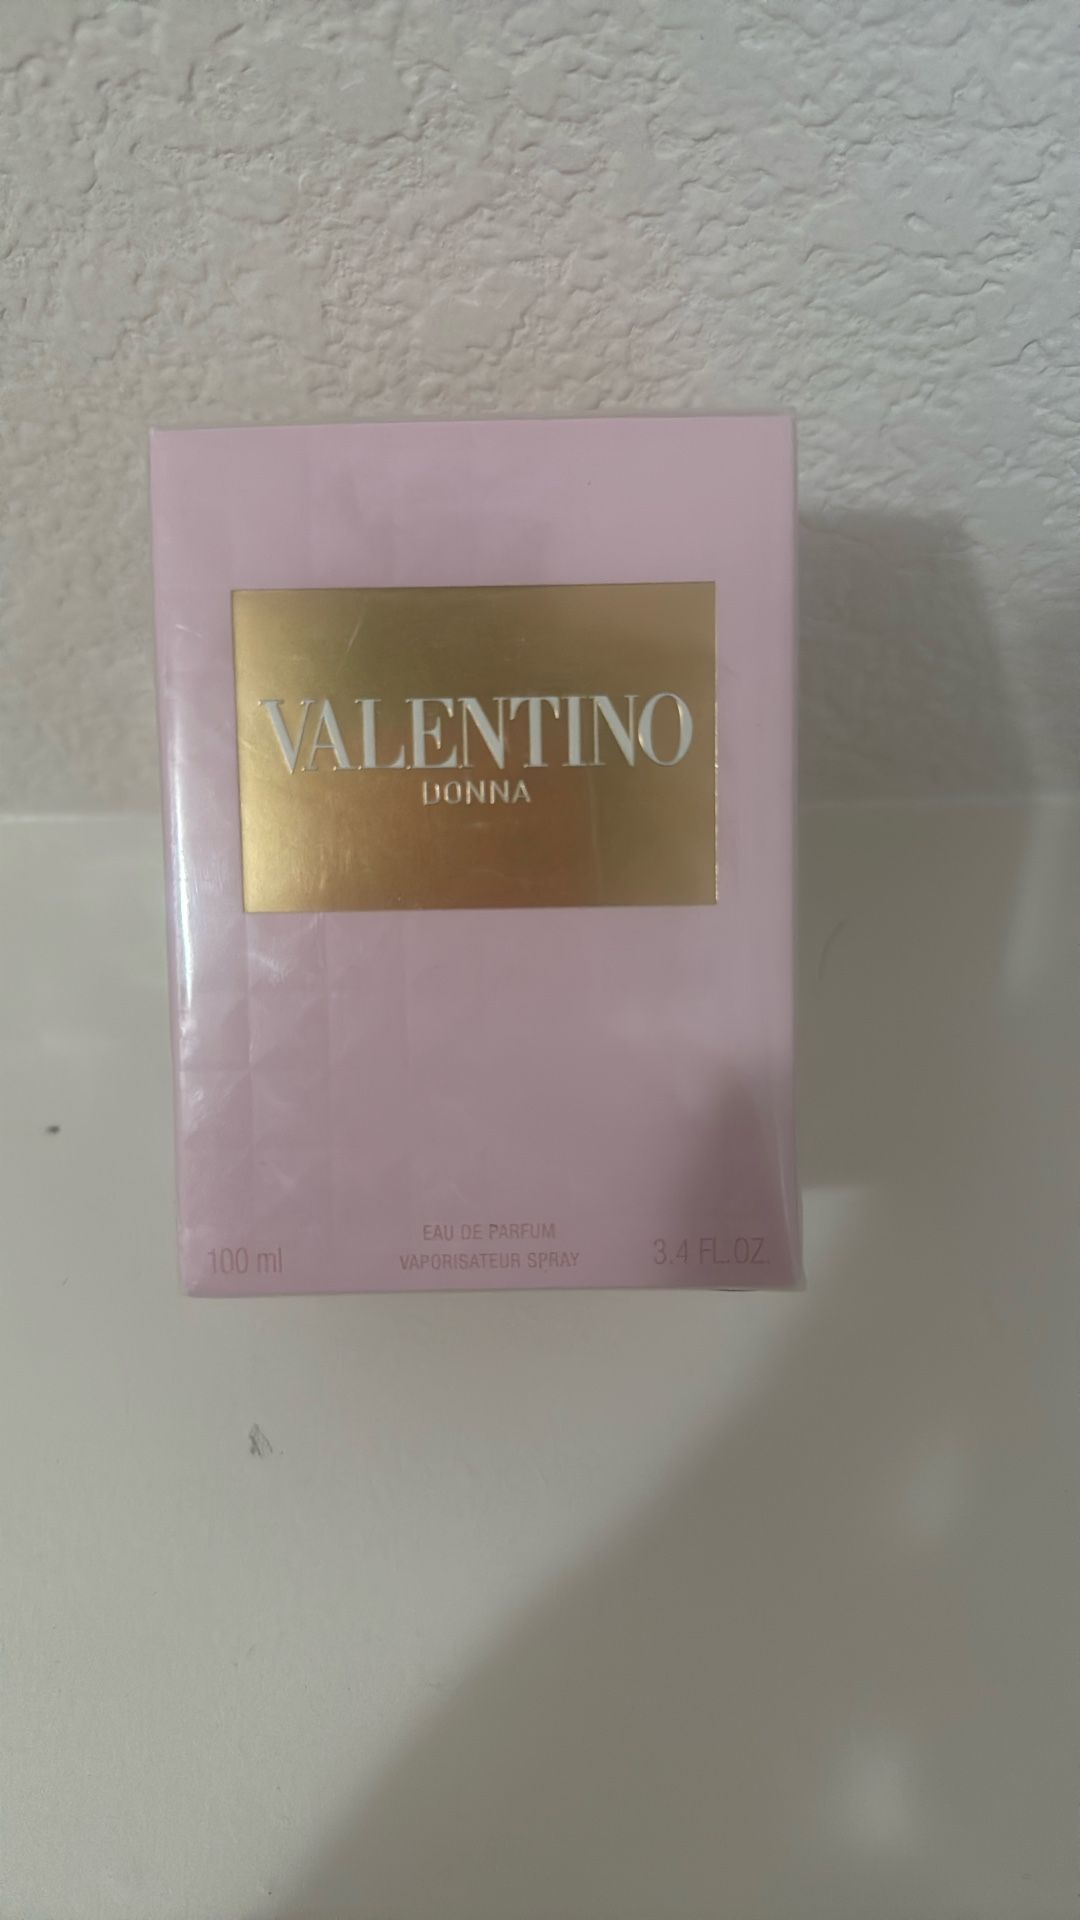 VALENTINO
DONNA
EAU DE PARFUM
100 ml VAPORISATEUR SPRAY 3.4 FL.OZ.